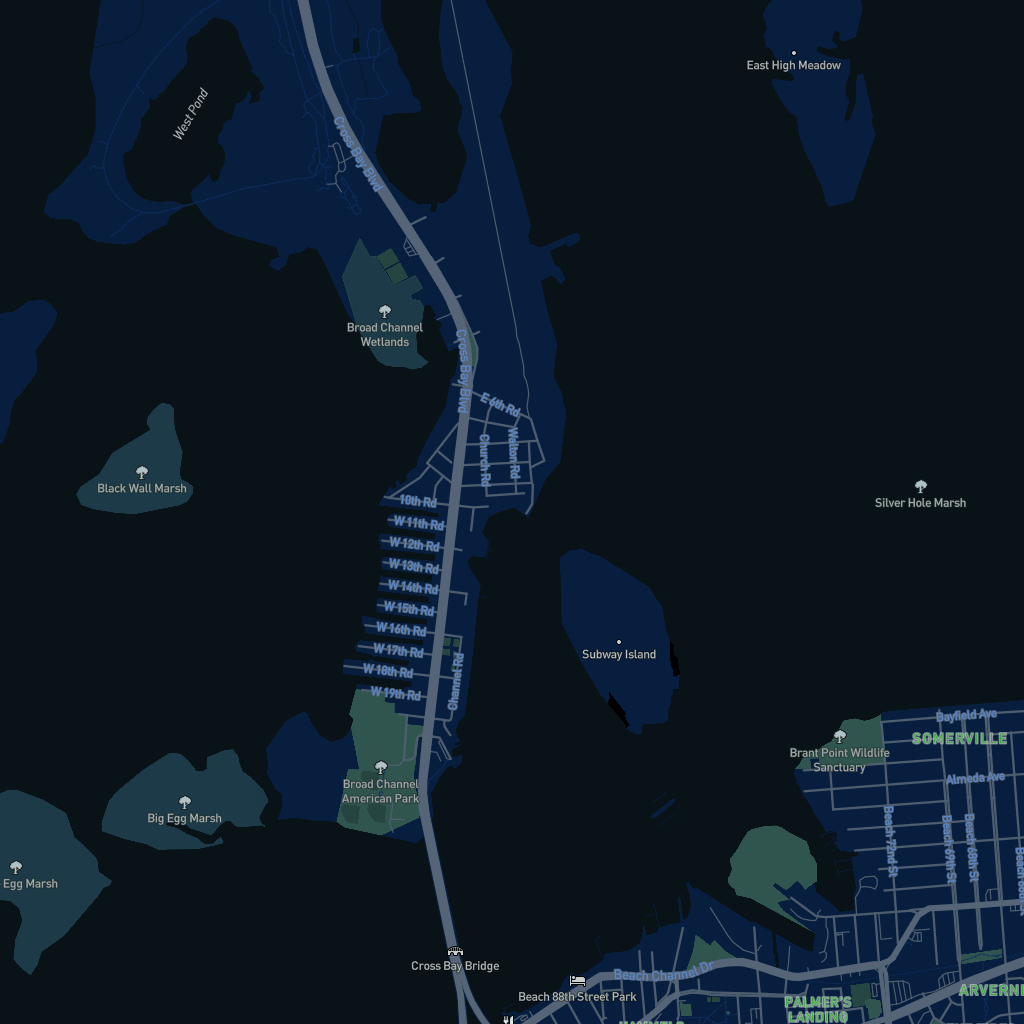 East High Meadow
West Pond
Cross Bay Blvd
Broad Channel
Wetlands
Cross Bay Blvd
E 6th Rd
Church Rd
Walton Rd
Black Wall Marsh
10th Rd
W 11th Rd
W 12th Rd
W 13th Rd
W 14th Rd
W 15th Rd
W 16th Rd
W 17th Rd
W 18th Rd
W 19th Rd
Channel Rd
Silver Hole Marsh
Subway Island
Bayfield Ave
SOMERVILLE
Brant Point Wildlife
Sanctuary
Almeda Ave
Broad Channel
American Park
Big Egg Marsh
Egg Marsh
Beach 72nd St
Beach 69th St
Beach 68th St
Cross Bay Bridge
Beach Channel Dr
Beach 88th Street Park
PALMER'S
LANDING